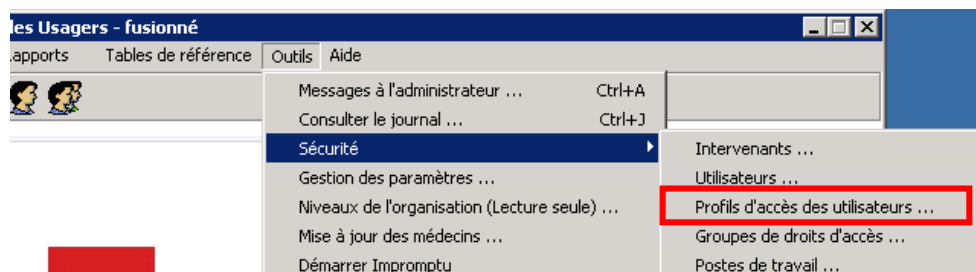 les Usagers - fusionné
apports Tables de référence Outils Aide
Messages à l'administrateur ... Ctrl+A
Consulter le journal ... Ctrl+J
Sécurité
Intervenants ...
Gestion des paramètres ...
Utilisateurs ...
Niveaux de l'organisation (Lecture seule) ...
Profils d'accès des utilisateurs ...
Mise à jour des médecins ...
Groupes de droits d'accès ...
Démarrer Impromptu
Postes de travail ...